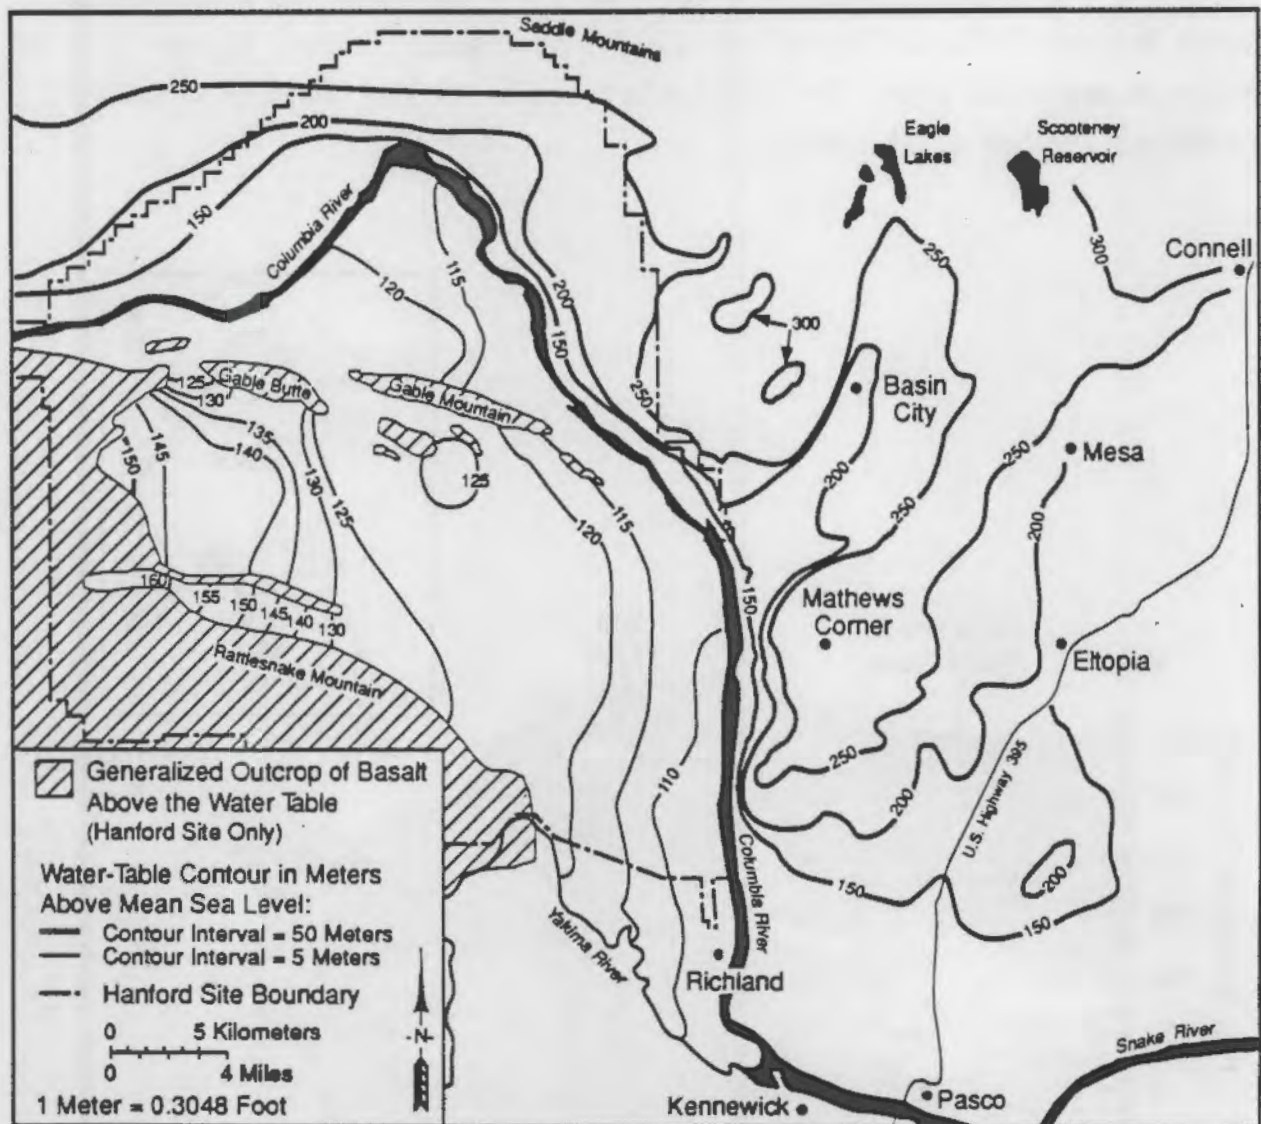 Saddle Mountains
250
200
150
Columbia River
Eagle
Lakes
Scooteney
Reservoir
300
Connell
250
115
120
200
150
300
125
130
Gable Butte
Gable Mountain
250
Basin
City
135
140
145
150
130
125
125
250
Mesa
200
200
250
115
120
150
Mathews
Corner
Eltopia
160
155
150
145
140
130
Rattlesnake Mountain
110
250
200
U.S. Highway 395
Generalized Outcrop of Basalt
Above the Water Table
(Hanford Site Only)
Water-Table Contour in Meters
Above Mean Sea Level:
Contour Interval = 50 Meters
Contour Interval = 5 Meters
Hanford Site Boundary
0 5 Kilometers
0 4 Miles
1 Meter = 0.3048 Foot
N
Columbia River
150
200
150
Yakima River
Richland
Snake River
Kennewick
Pasco